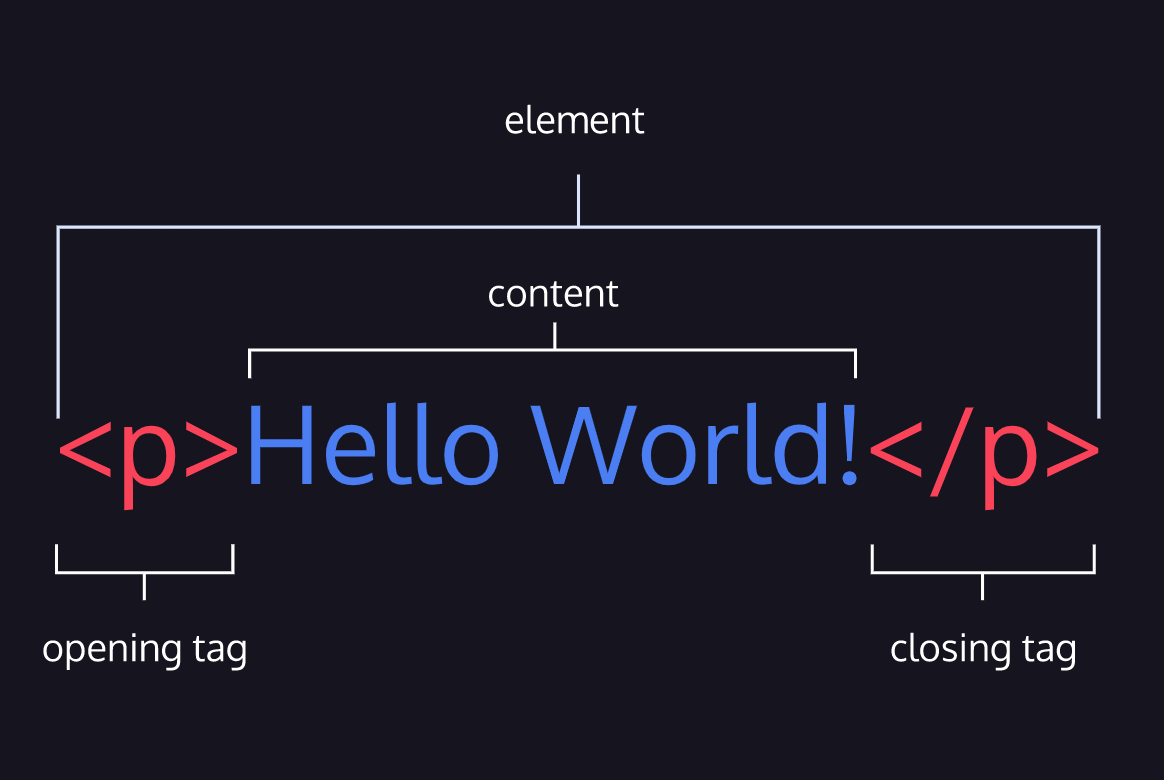 element
content
<p>Hello World!</p>
opening tag
closing tag